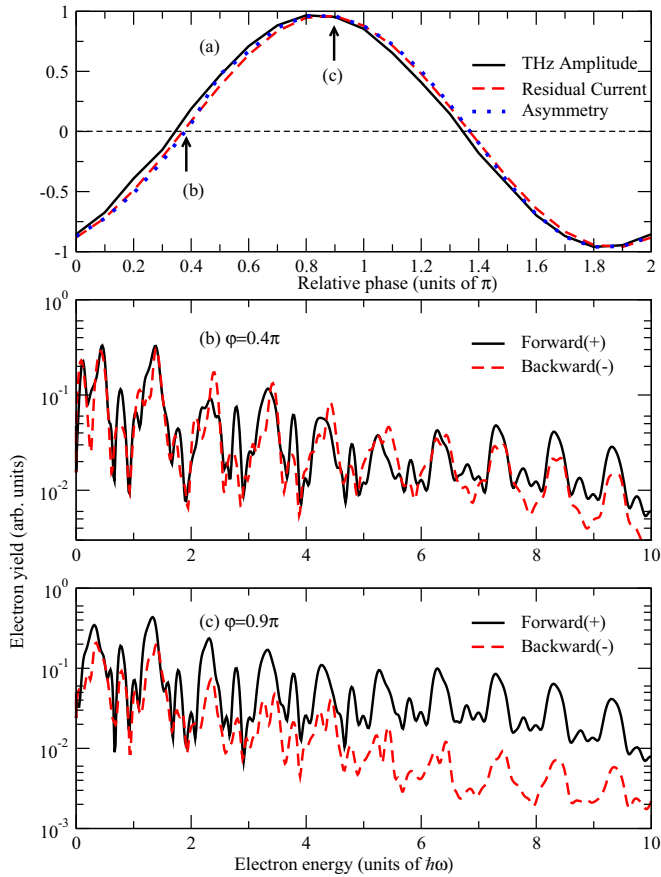 1
0.5
0
-0.5
-1
(a)
(c)
(b)
THz Amplitude
Residual Current
Asymmetry
0 0.2 0.4 0.6 0.8 1 1.2 1.4 1.6 1.8 2
Relative phase (units of π)
Electron yield (arb. units)
10^0
10^-1
10^-2
(b) φ=0.4π
Forward(+)
Backward(-)
0 2 4 6 8 10
10^0
10^-1
10^-2
10^-3
(c) φ=0.9π
Forward(+)
Backward(-)
0 2 4 6 8 10
Electron energy (units of ℏω)